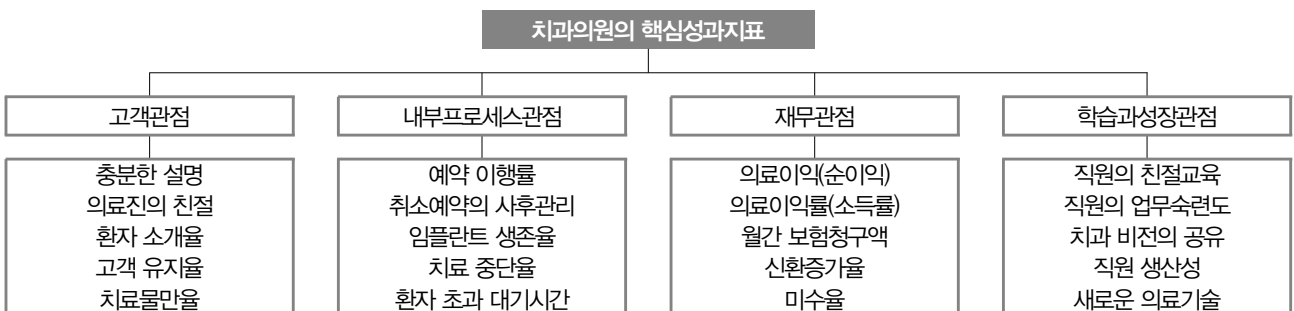 치과의원의 핵심성과지표
고객관점
충분한 설명
의료진의 친절
환자 소개율
고객 유지율
치료물만율
내부프로세스관점
예약 이행률
취소예약의 사후관리
임플란트 생존율
치료 중단율
환자 초과 대기시간
재무관점
의료이익(순이익)
의료이익률(소득률)
월간 보험청구액
신환증가율
미수율
학습과성장관점
직원의 친절교육
직원의 업무숙련도
치과 비전의 공유
직원 생산성
새로운 의료기술